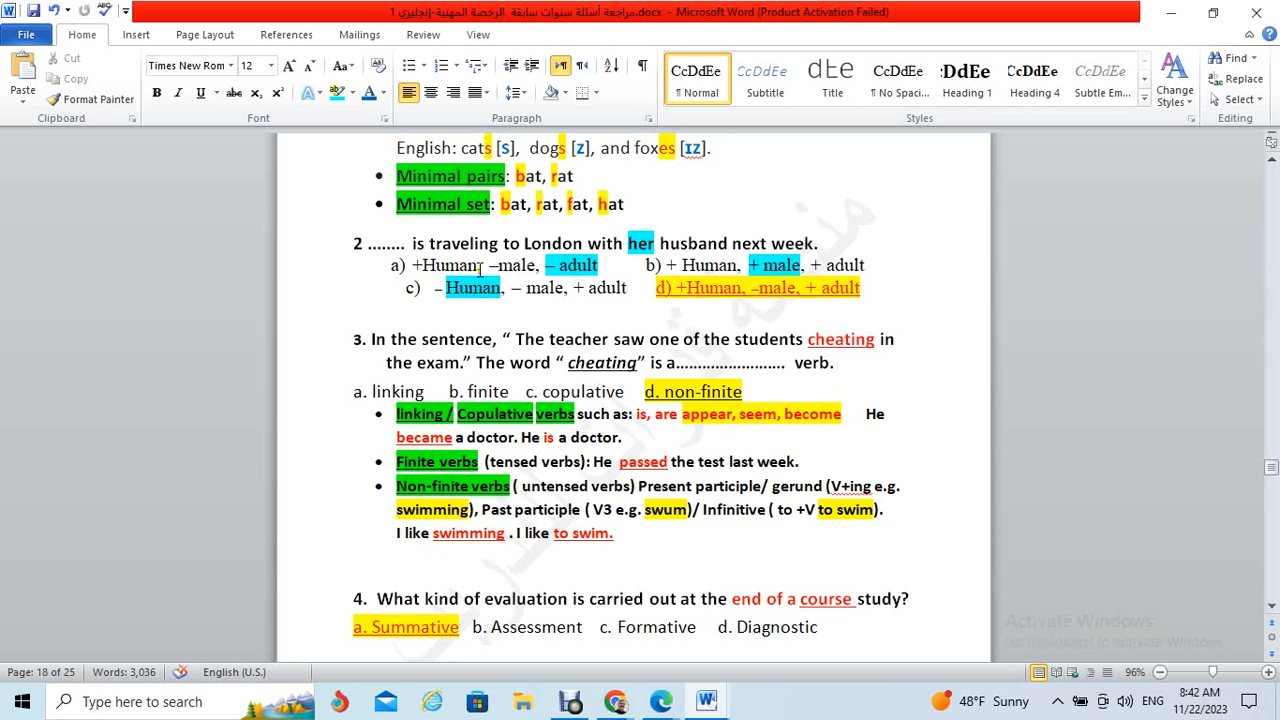 مراجعة أسئلة سنوات سابقة الرخصة المهنية-إنجليزي 1.docx - Microsoft Word (Product Activation Failed)
File Home Insert Page Layout References Mailings Review View
Cut
Copy
Format Painter
Paste
Clipboard
Times New Rom 12
Font
Paragraph
AaBbCcDdEe
¶ Normal
Subtitle
Title
¶ No Spaci...
Heading 1
Heading 4
Subtle Em...
Styles
Change Styles
Find
Replace
Select
Editing
English: cats [S], dogs [Z], and foxes [IZ].
• Minimal pairs: bat, rat
• Minimal set: bat, rat, fat, hat
2 ........ is traveling to London with her husband next week.
a) +Human, –male, – adult b) + Human, + male, + adult
c) – Human, – male, + adult d) +Human, –male, + adult
3. In the sentence, “ The teacher saw one of the students cheating in
the exam.” The word “ cheating” is a........................ verb.
a. linking b. finite c. copulative d. non-finite
• linking / Copulative verbs such as: is, are appear, seem, become He
became a doctor. He is a doctor.
• Finite verbs (tensed verbs): He passed the test last week.
• Non-finite verbs ( untensed verbs) Present participle/ gerund (V+ing e.g.
swimming), Past participle ( V3 e.g. swum)/ Infinitive ( to +V to swim).
I like swimming . I like to swim.
4. What kind of evaluation is carried out at the end of a course study?
a. Summative b. Assessment c. Formative d. Diagnostic
Activate Windows
Go to Settings to activate Windows.
Page: 18 of 25 Words: 3,036 English (U.S.) 96%
Type here to search
48°F Sunny ENG 8:42 AM
11/22/2023